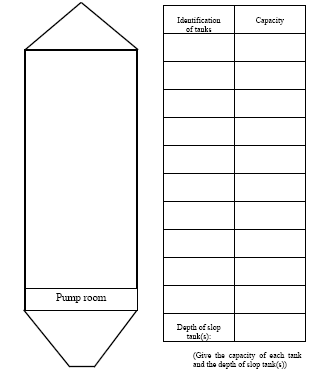 Identification
of tanks
Capacity
Pump room
Depth of slop
tank(s):
(Give the capacity of each tank
and the depth of slop tank(s))